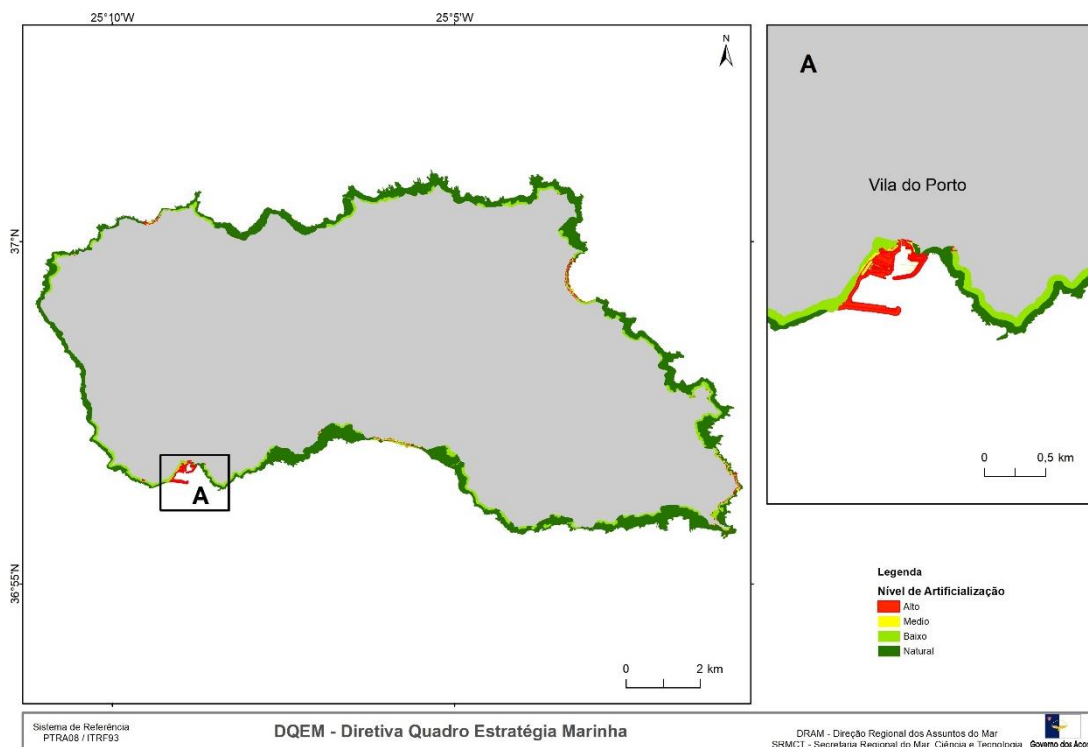 25°10'W
25°5'W
N
A
Vila do Porto
37°N
A
0 0,5 km
36°55'N
0 2 km
Legenda
Nível de Artificialização
Alto
Medio
Baixo
Natural
Sistema de Referência
PTRA08 / ITRF93
DQEM - Diretiva Quadro Estratégia Marinha
DRAM - Direção Regional dos Assuntos do Mar
SRMCT - Secretaria Regional do Mar, Ciência e Tecnologia
Governo dos